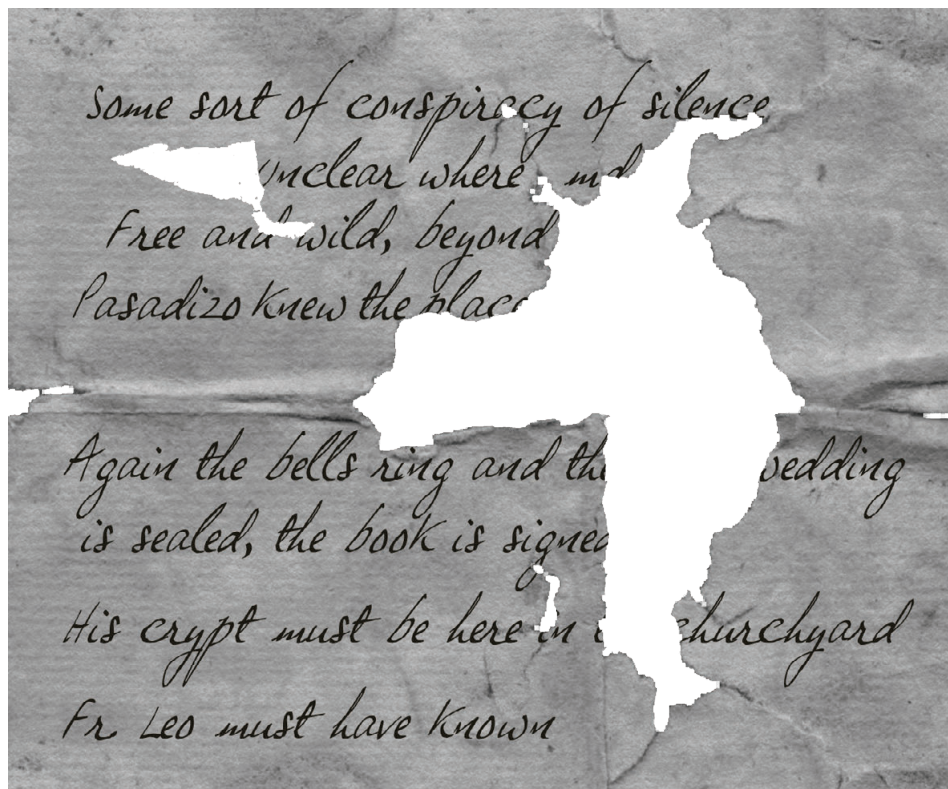 Some sort of conspiracy of silence
unclear where
Free and wild, beyond
Pasadizo knew the place
Again the bells ring and the wedding
is sealed, the book is signed
His crypt must be here in churchyard
Fr Leo must have known